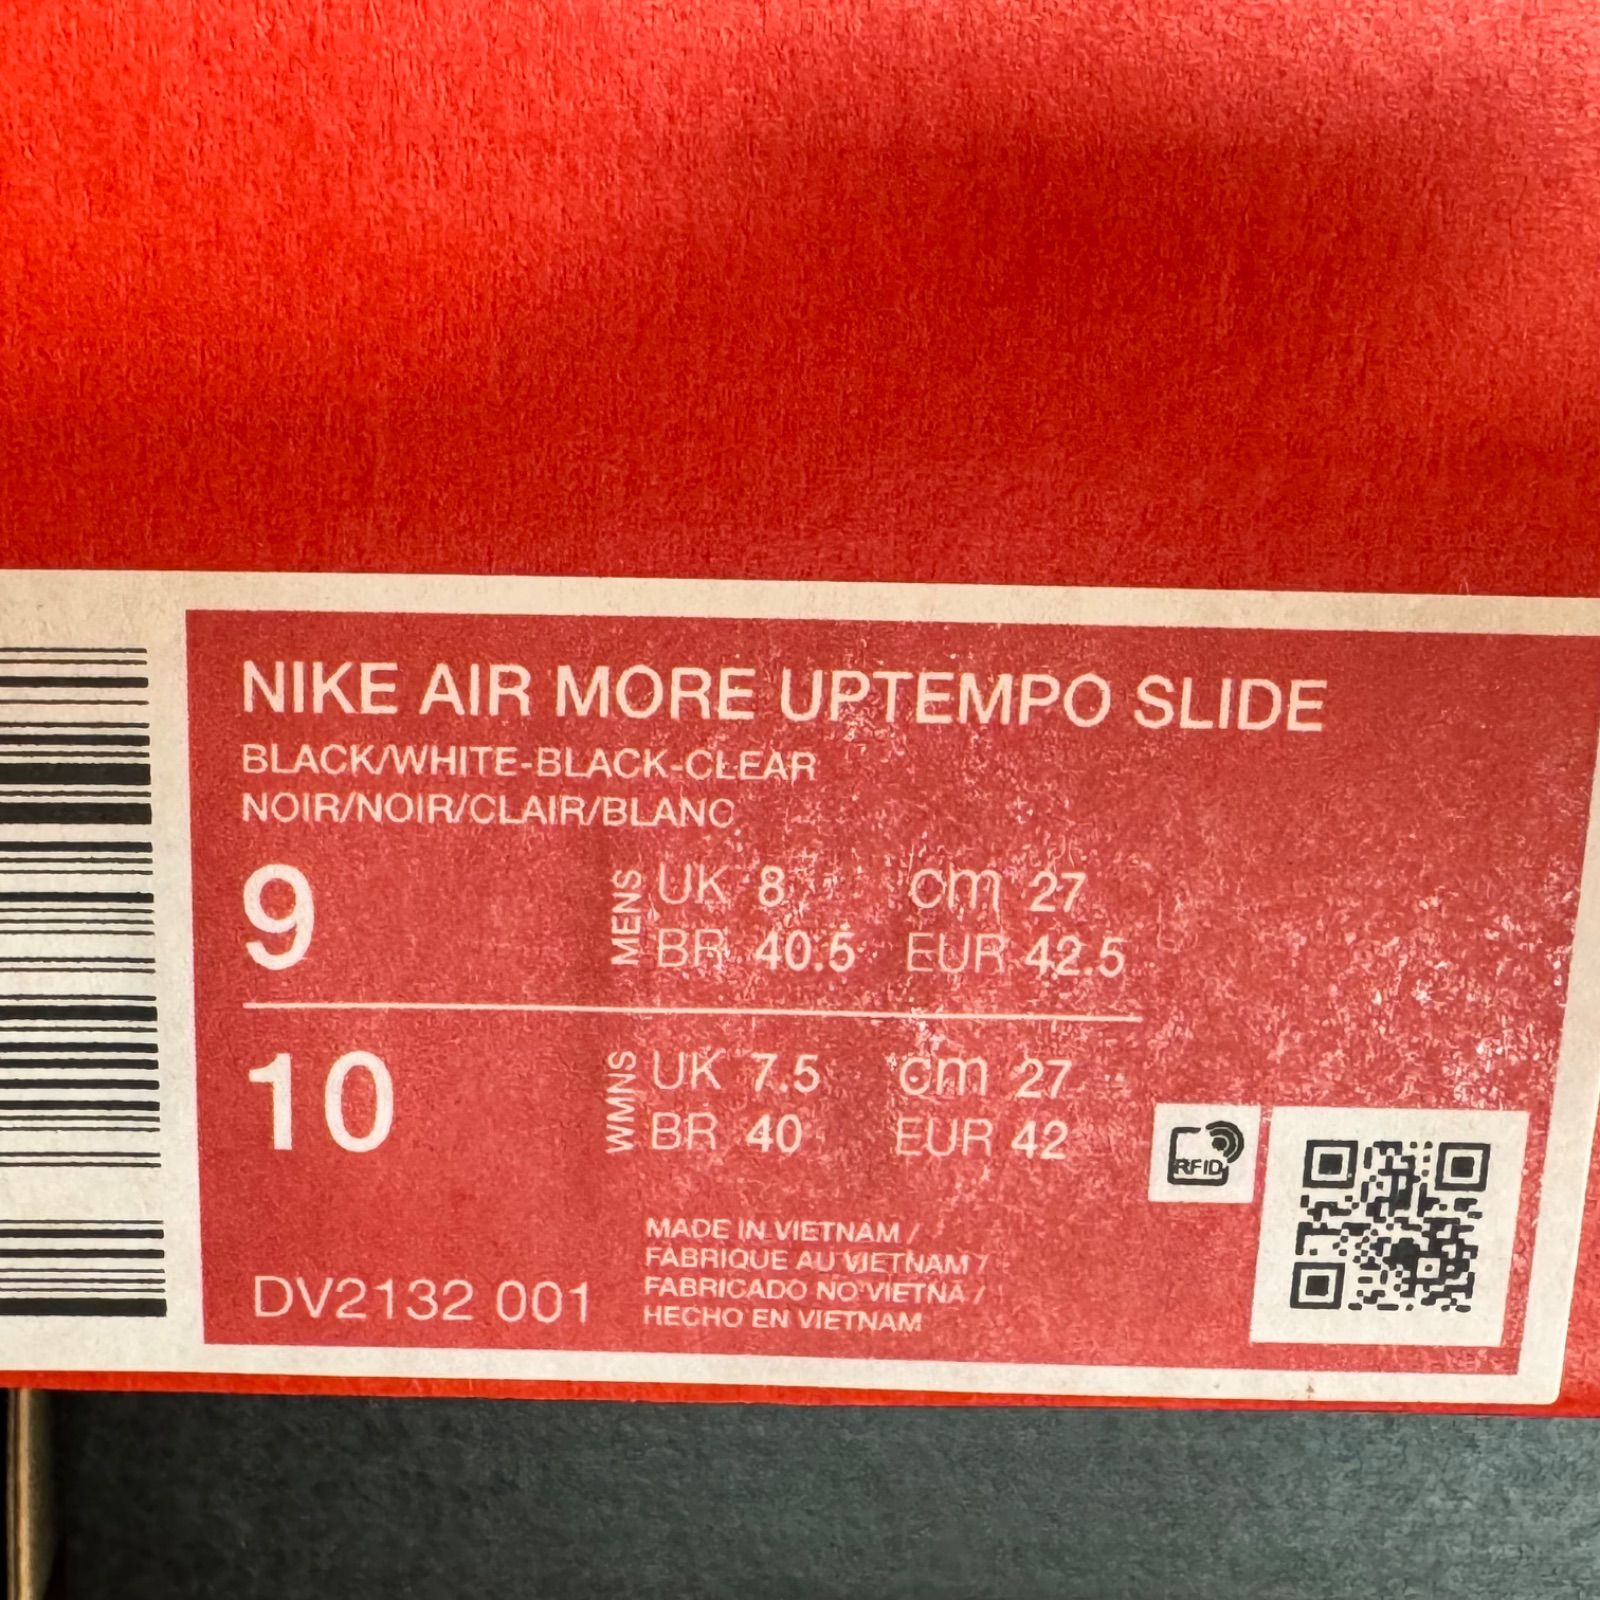 NIKE AIR MORE UPTEMPO SLIDE
BLACK/WHITE-BLACK-CLEAR
NOIR/NOIR/CLAIR/BLANC
9
MENS
UK 8 cm 27
BR 40.5 EUR 42.5
10
WMNS
UK 7.5 cm 27
BR 40 EUR 42
RFID
MADE IN VIETNAM /
FABRIQUE AU VIETNAM /
FABRICADO NO VIETNA /
HECHO EN VIETNAM
DV2132 001